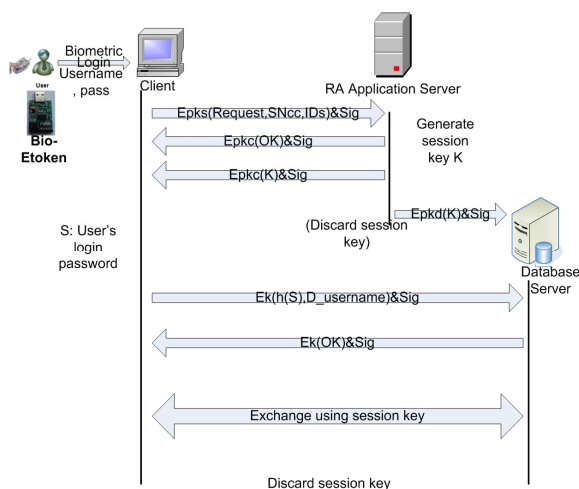 Biometric
Login
Username
, pass
User
Bio-
Etoken
Client
RA Application Server
Epks(Request,SNcc,IDs)&Sig
Generate
session
key K
Epkc(OK)&Sig
Epkc(K)&Sig
Epkd(K)&Sig
(Discard session
key)
S: User's
login
password
Database
Server
Ek(h(S),D_username)&Sig
Ek(OK)&Sig
Exchange using session key
Discard session key